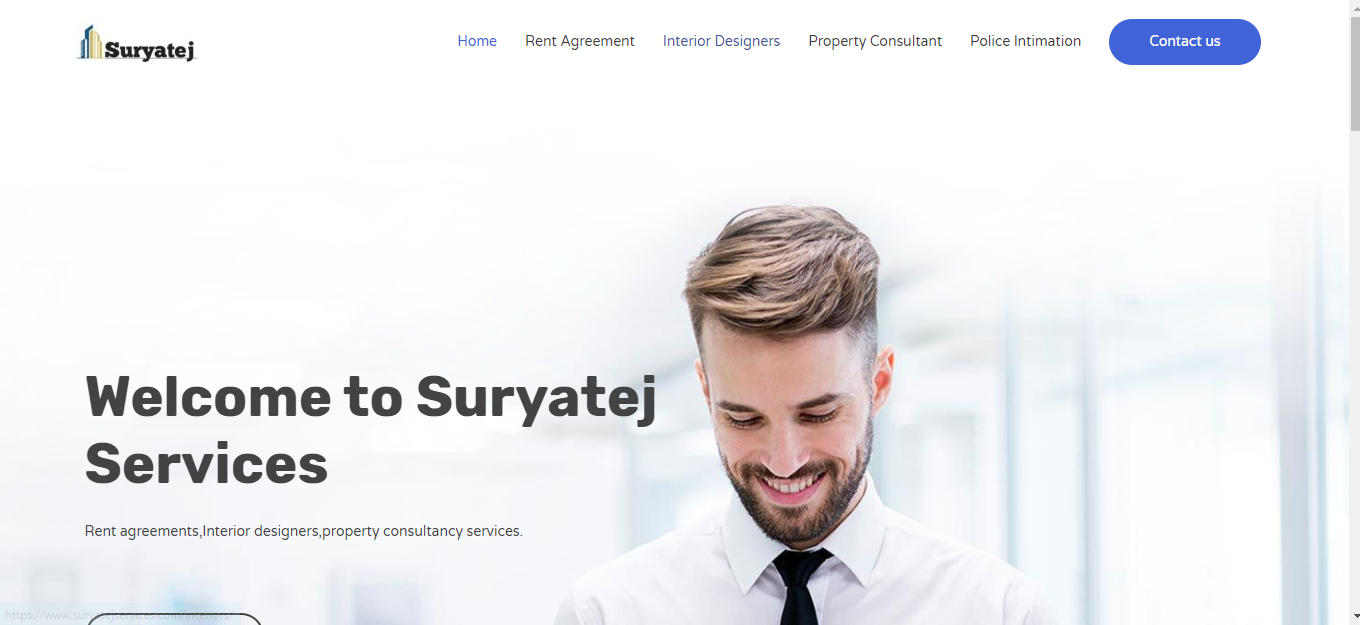 Suryatej
Home Rent Agreement Interior Designers Property Consultant Police Intimation Contact us
Welcome to Suryatej
Services
Rent agreements,Interior designers,property consultancy services.
https://www.suryatejservices.com/interiors/